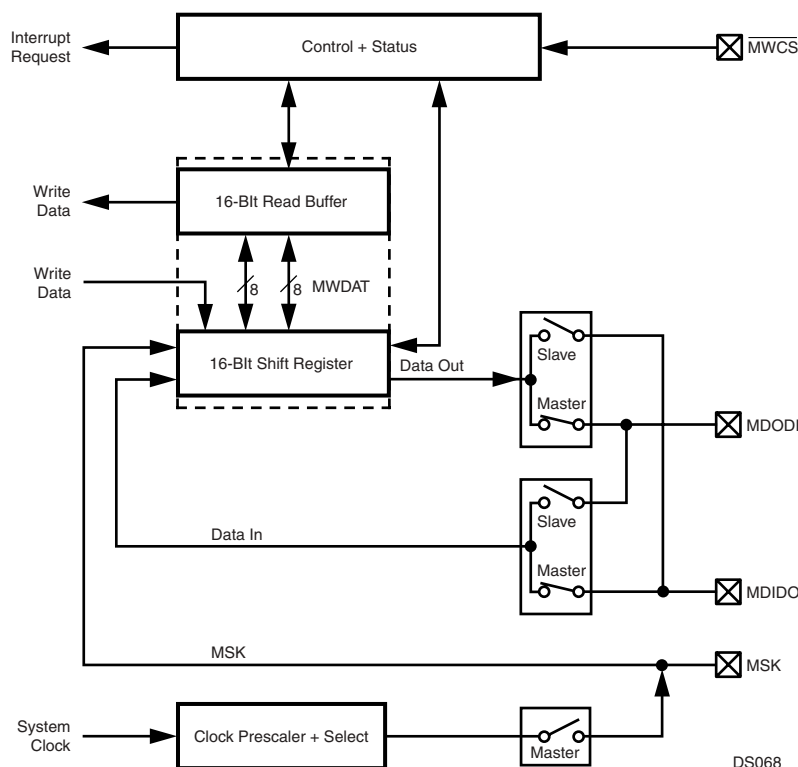 Interrupt
Request
Control + Status
MWCS
Write
Data
16-BIt Read Buffer
Write
Data
8
8
MWDAT
16-BIt Shift Register
Data Out
Slave
Master
MDODI
Slave
Data In
Master
MDIDO
MSK
MSK
System
Clock
Clock Prescaler + Select
Master
DS068